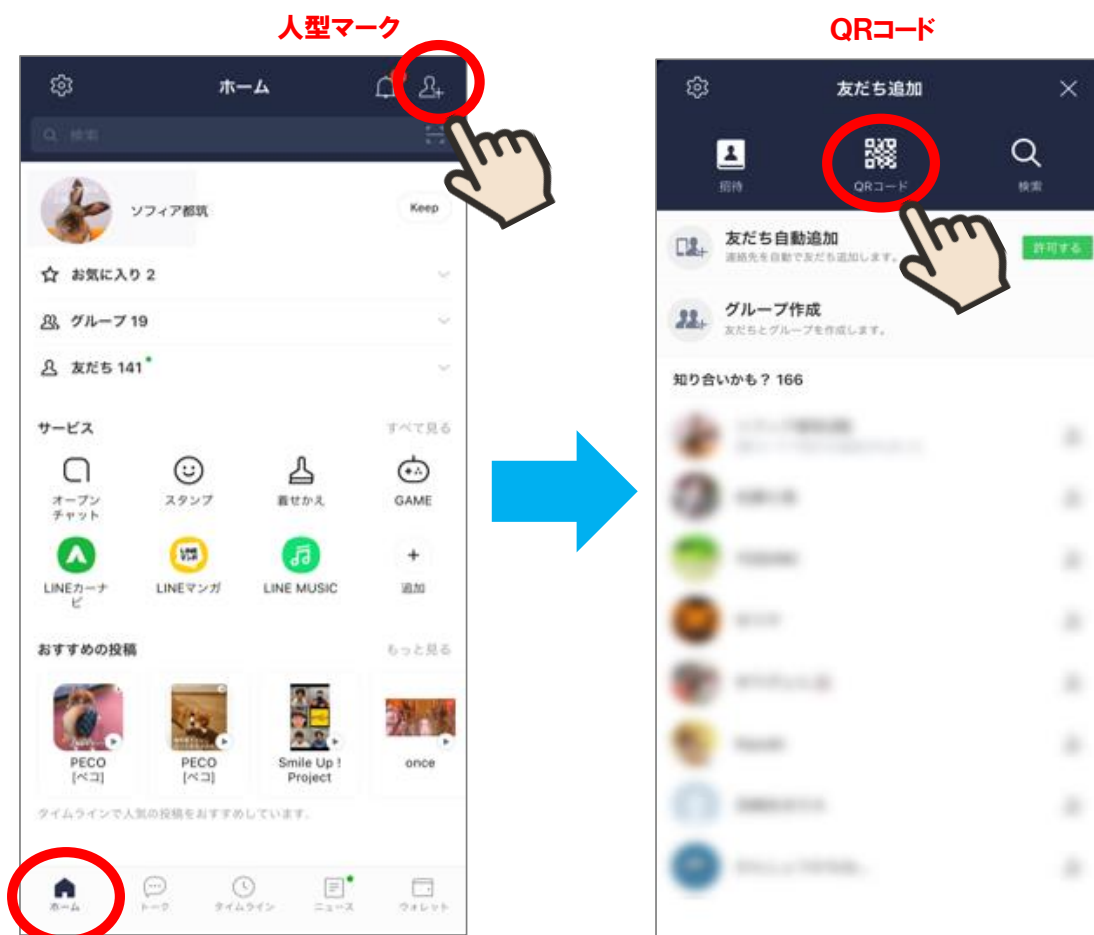 人型マーク
ホーム
検索
ソフィア都筑
Keep
お気に入り 2
グループ 19
友だち 141
サービス
すべて見る
オープン
チャット
スタンプ
着せかえ
GAME
LINEカーナ
ビ
LINEマンガ
LINE MUSIC
追加
おすすめの投稿
もっと見る
PECO
[ペコ]
PECO
[ペコ]
Smile Up !
Project
once
タイムラインで人気の投稿をおすすめしています。
ホーム
トーク
タイムライン
ニュース
ウォレット
QRコード
友だち追加
招待
QRコード
検索
友だち自動追加
連絡先を自動で友だち追加します。
許可する
グループ作成
友だちとグループを作成します。
知り合いかも？ 166